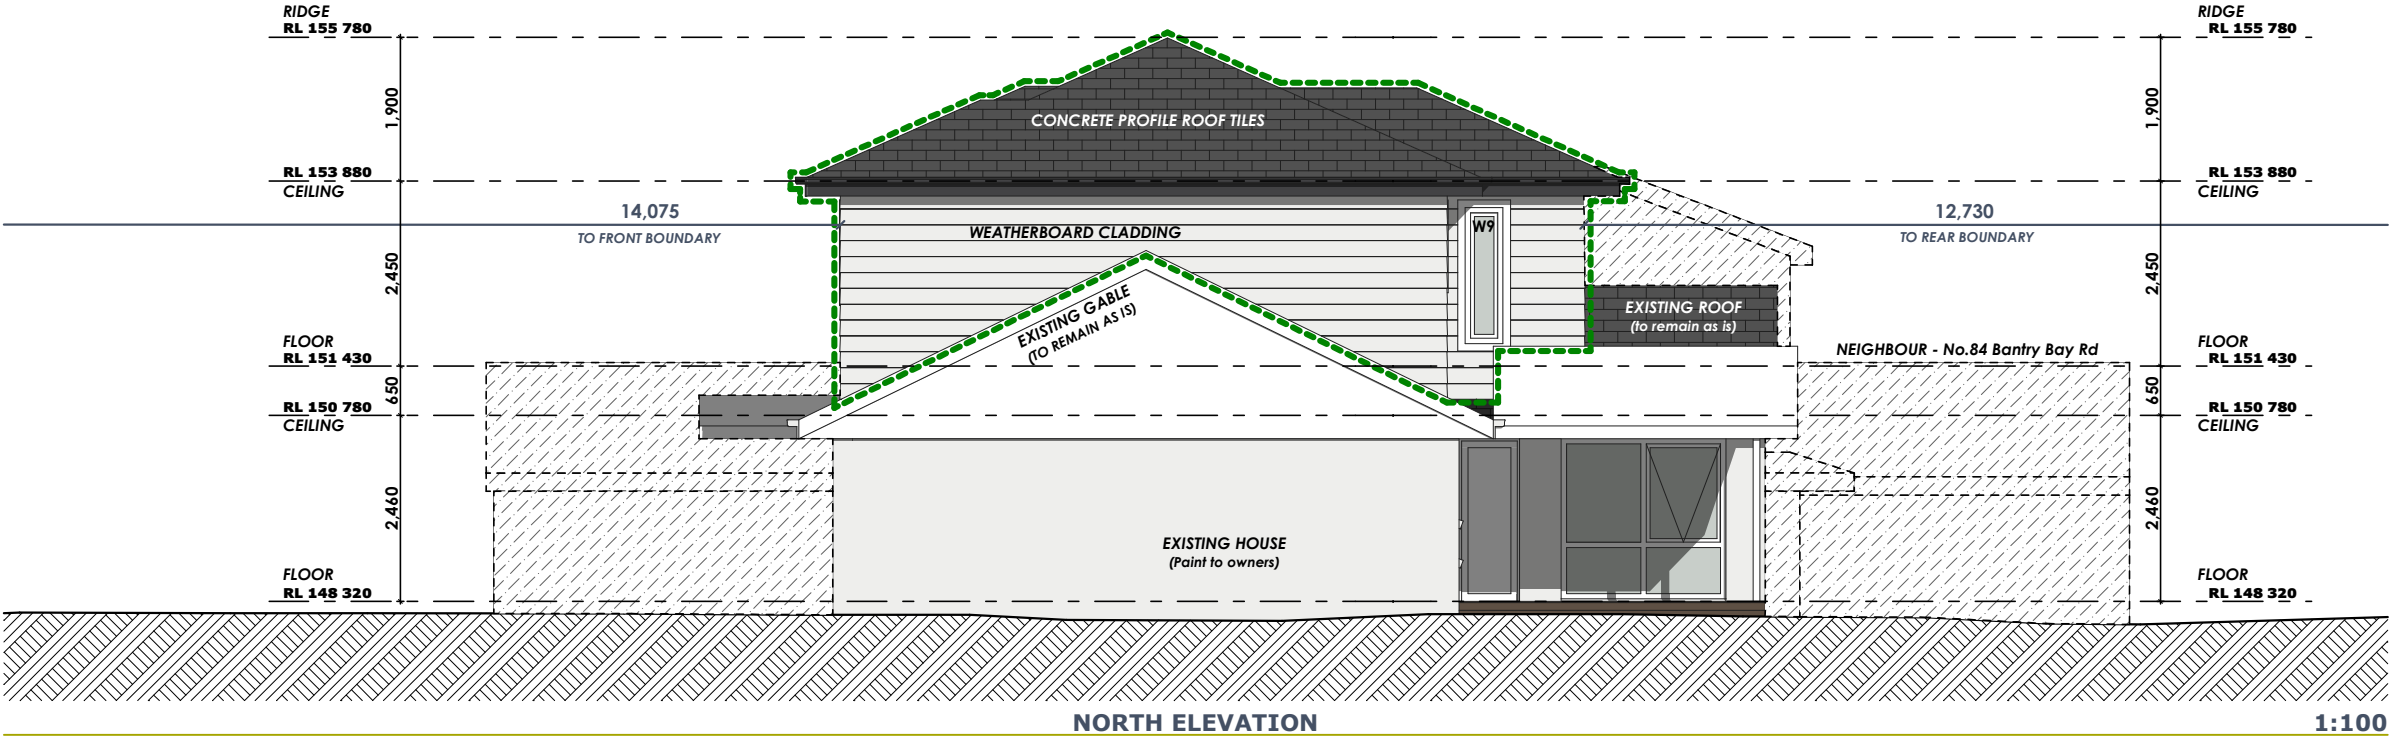 RIDGE
RL 155 780
RIDGE
RL 155 780
1,900
CONCRETE PROFILE ROOF TILES
1,900
RL 153 880
CEILING
RL 153 880
CEILING
14,075
TO FRONT BOUNDARY
WEATHERBOARD CLADDING
W9
12,730
TO REAR BOUNDARY
2,450
2,450
EXISTING GABLE
(TO REMAIN AS IS)
EXISTING ROOF
(to remain as is)
FLOOR
RL 151 430
NEIGHBOUR - No.84 Bantry Bay Rd
FLOOR
RL 151 430
650
650
RL 150 780
CEILING
RL 150 780
CEILING
2,460
2,460
EXISTING HOUSE
(Paint to owners)
FLOOR
RL 148 320
FLOOR
RL 148 320
NORTH ELEVATION
1:100